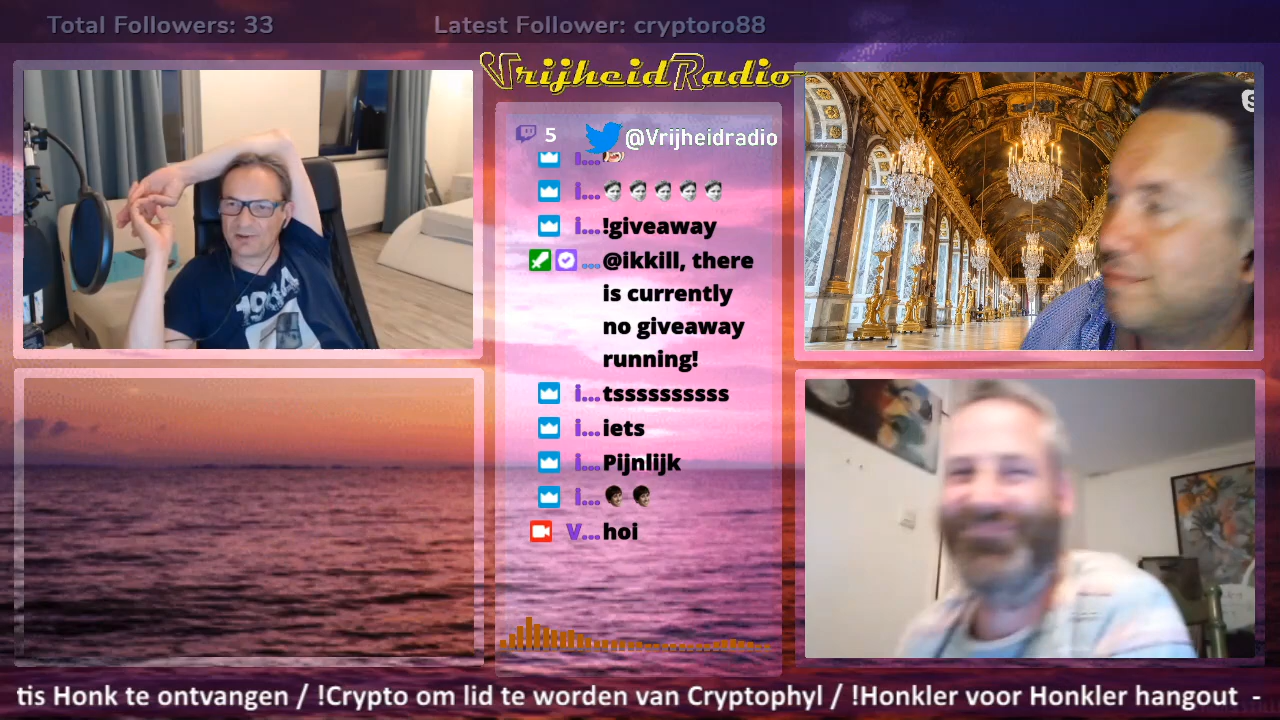 Total Followers: 33
Latest Follower: cryptoro88
VrijheidRadio
5
@Vrijheidradio
i...
i...
i... !giveaway
... @ikkill, there
is currently
no giveaway
running!
i... tssssssssss
i... iets
i... Pijnlijk
i...
V... hoi
1984
tis Honk te ontvangen / !Crypto om lid te worden van Cryptophyl / !Honkler voor Honkler hangout -